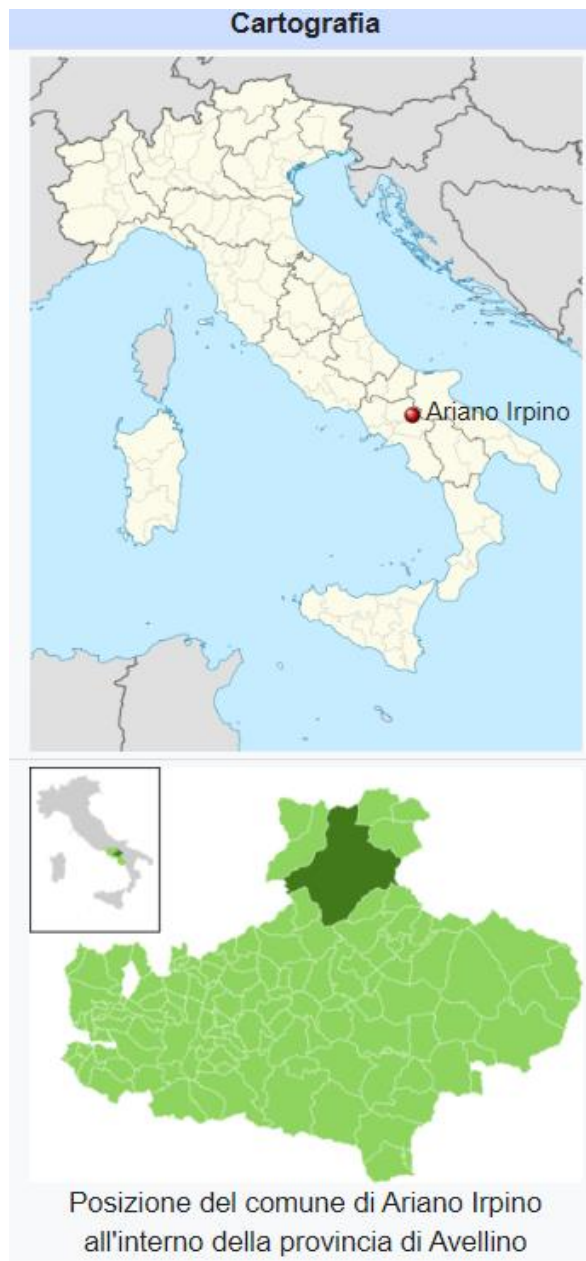 Cartografia
Ariano Irpino
Posizione del comune di Ariano Irpino
all'interno della provincia di Avellino